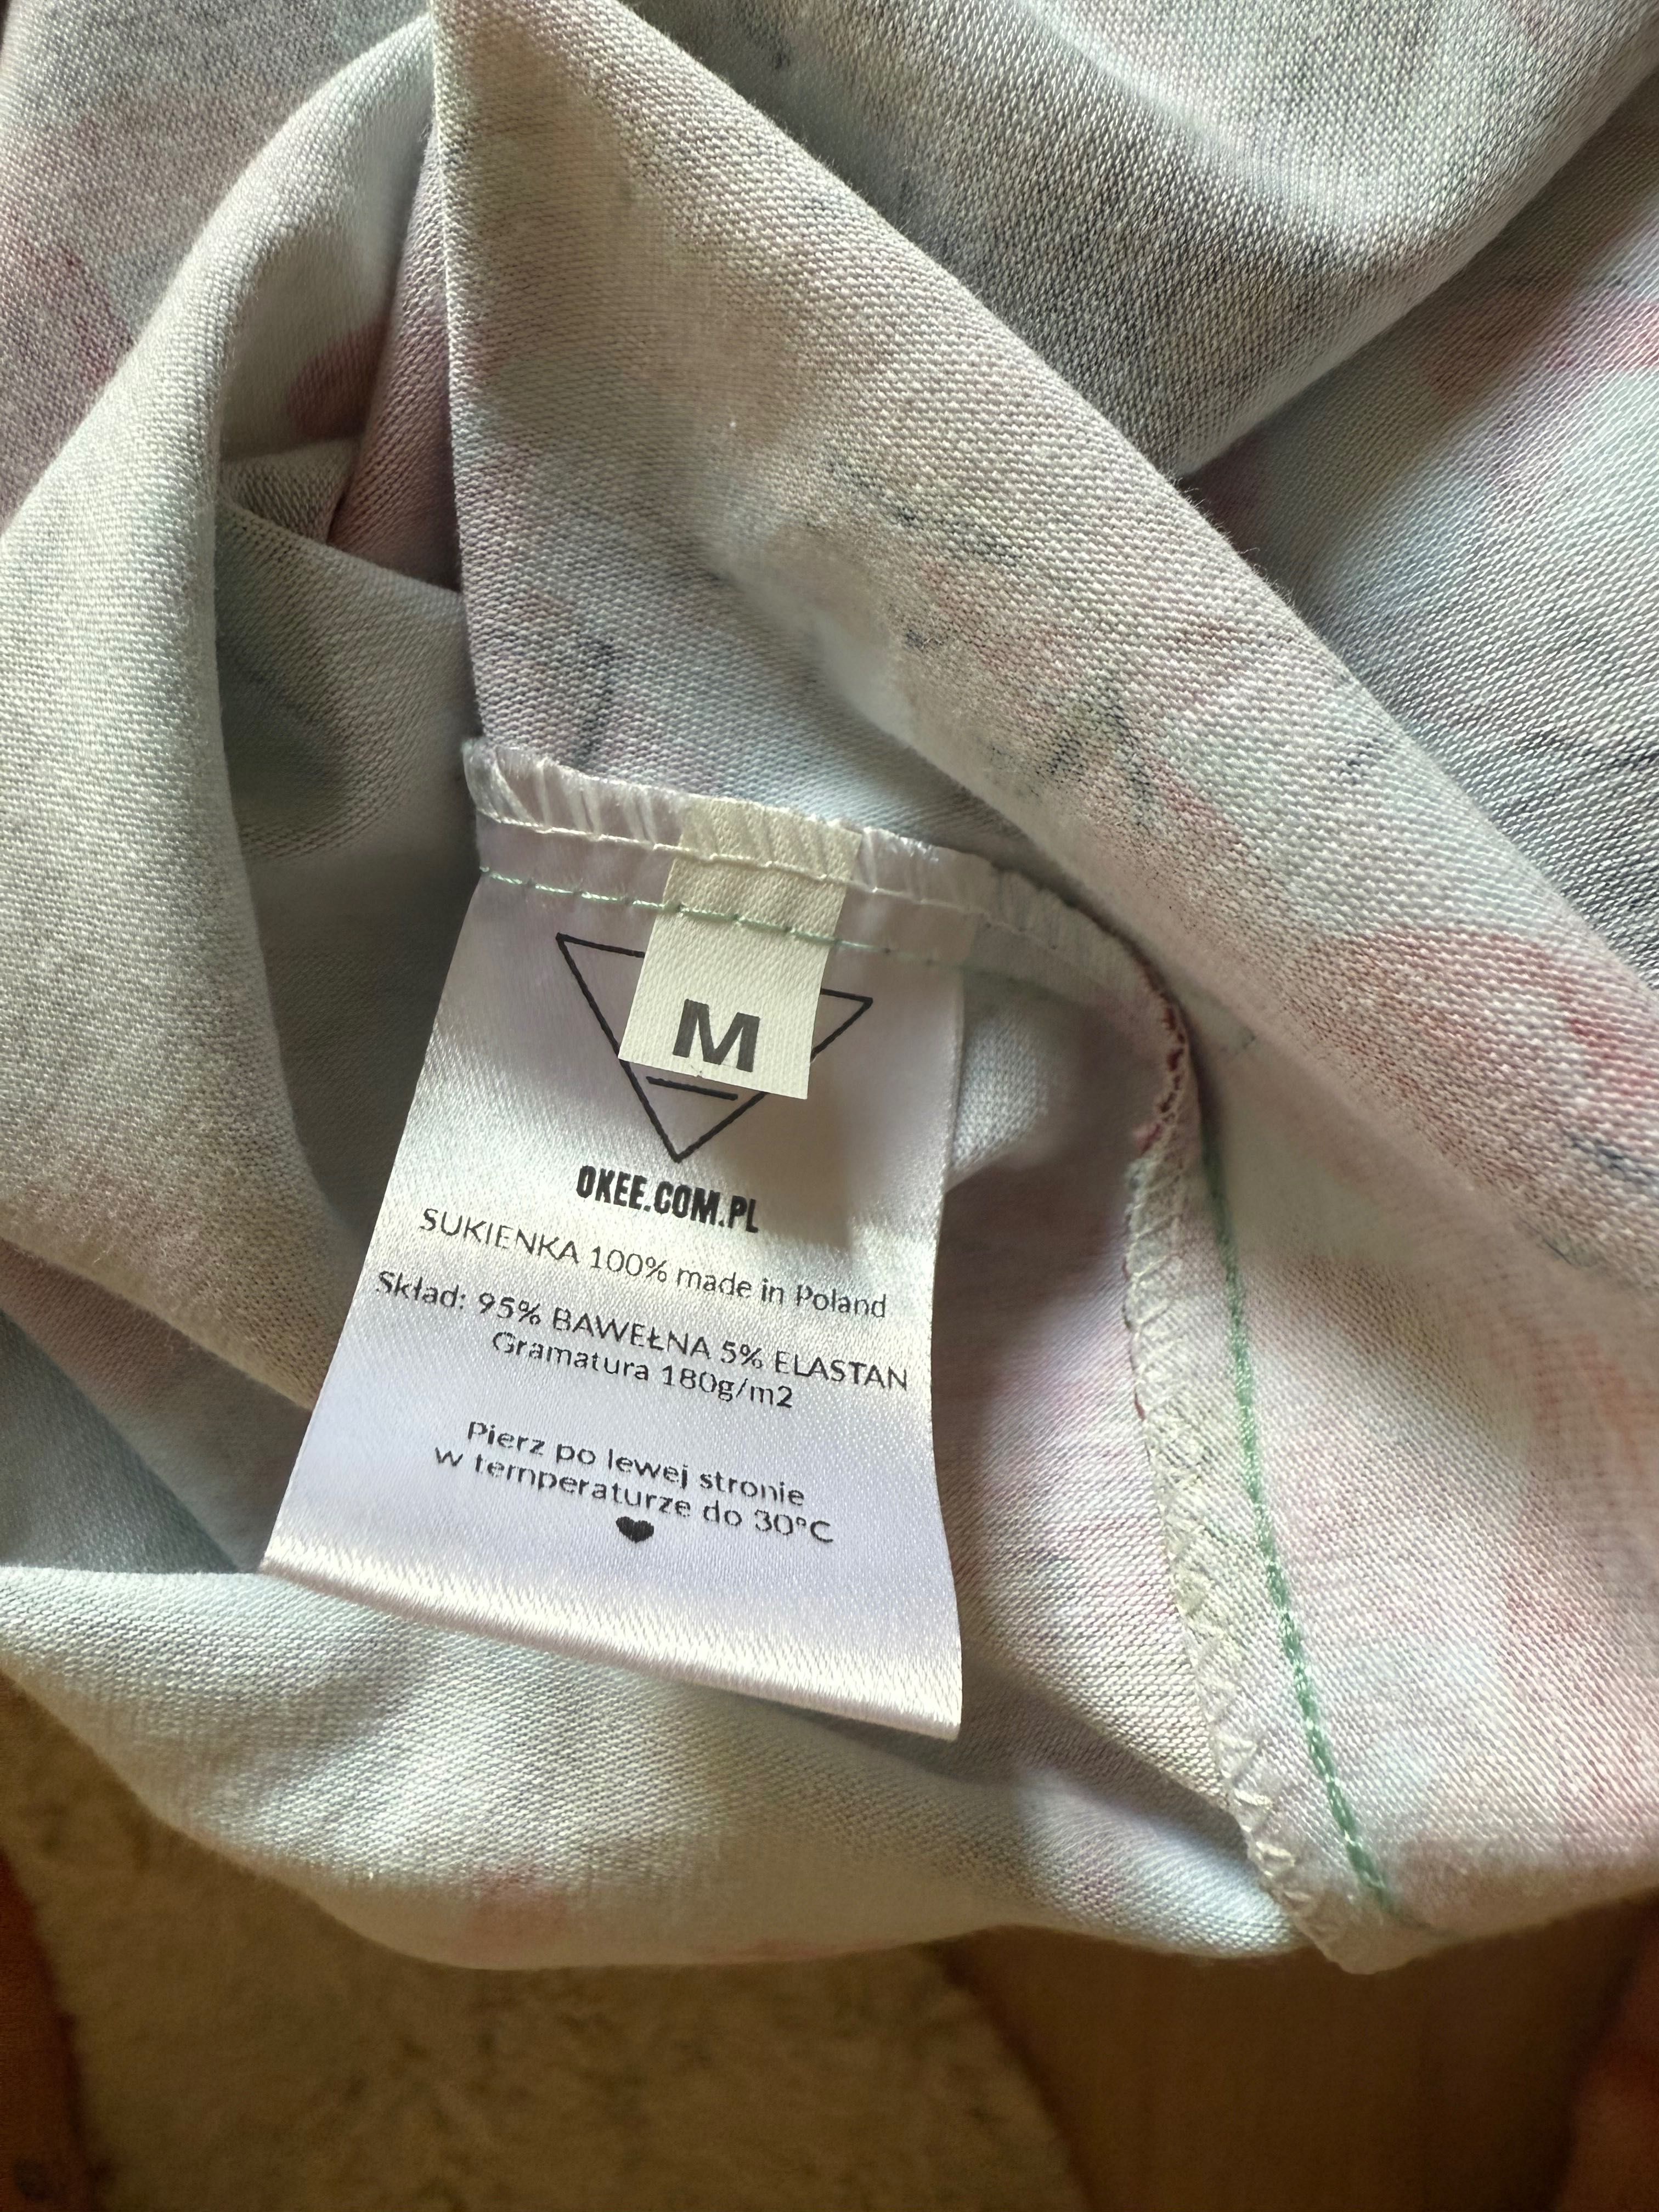 M
OKEE.COM.PL
SUKIENKA 100% made in Poland
Skład: 95% BAWEŁNA 5% ELASTAN
Gramatura 180g/m2
Pierz po lewej stronie
w temperaturze do 30°C